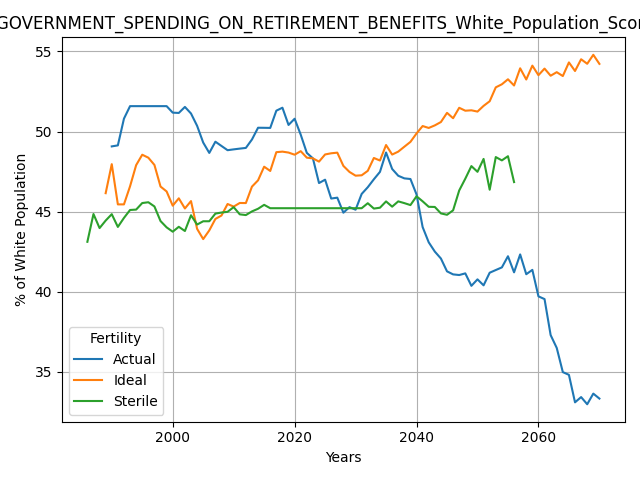 GOVERNMENT_SPENDING_ON_RETIREMENT_BENEFITS_White_Population_Scor
55
50
45
40
35
% of White Population
Fertility
Actual
Ideal
Sterile
2000 2020 2040 2060
Years